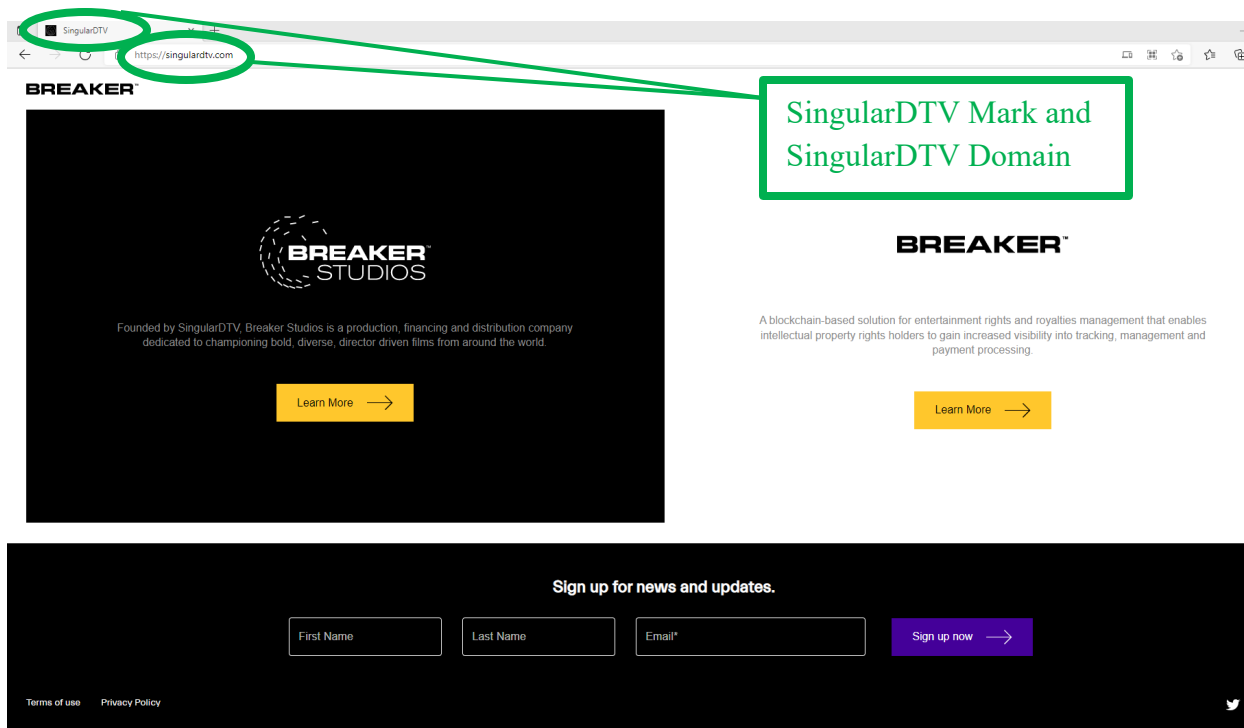 SingularDTV
https://singulardtv.com
BREAKER™
SingularDTV Mark and
SingularDTV Domain
BREAKER™
STUDIOS
Founded by SingularDTV, Breaker Studios is a production, financing and distribution company
dedicated to championing bold, diverse, director driven films from around the world.
Learn More
BREAKER™
A blockchain-based solution for entertainment rights and royalties management that enables
intellectual property rights holders to gain increased visibility into tracking, management and
payment processing.
Learn More
Sign up for news and updates.
First Name
Last Name
Email*
Sign up now
Terms of use
Privacy Policy